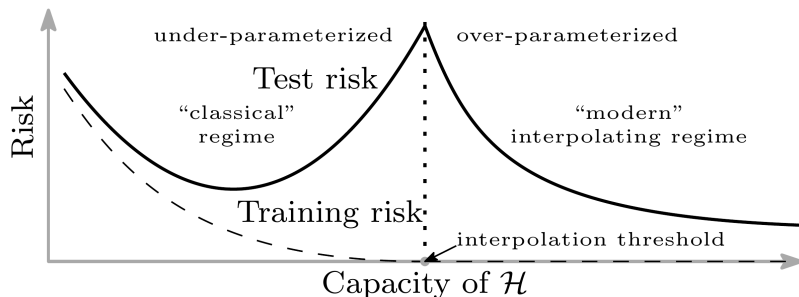 under-parameterized
over-parameterized
Test risk
“classical”
regime
“modern”
interpolating regime
Risk
Training risk
interpolation threshold
Capacity of ℋ